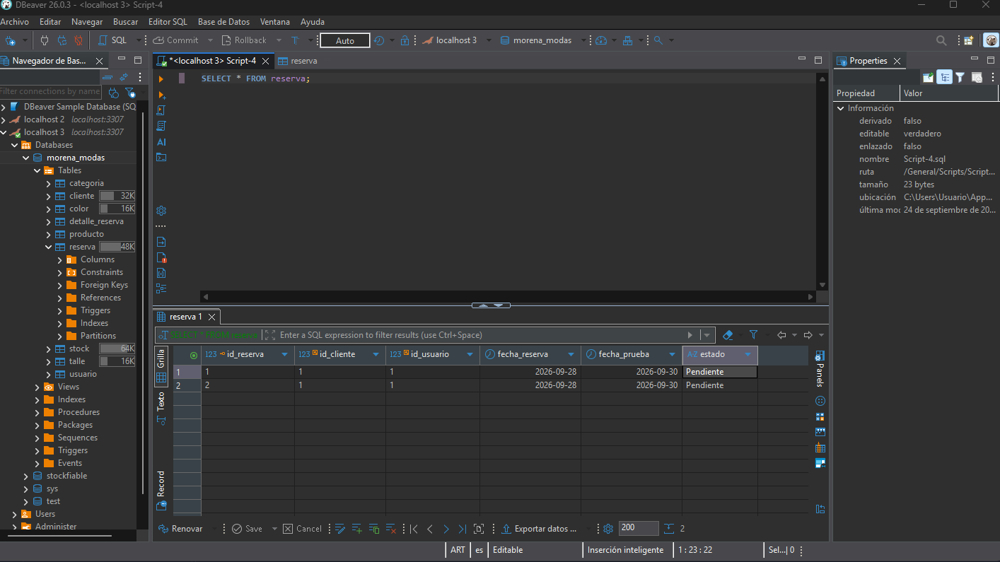 DBeaver 26.0.3 - <localhost 3> Script-4
Archivo Editar Navegar Buscar Editor SQL Base de Datos Ventana Ayuda
SQL Commit Rollback T Auto localhost 3 morena_modas
Navegador de Bas...
Filter connections by name
DBeaver Sample Database (SQ
localhost 2 localhost:3307
localhost 3 localhost:3307
Databases
morena_modas
Tables
categoria
cliente 32K
color 16K
detalle_reserva
producto
reserva 48K
Columns
Constraints
Foreign Keys
References
Triggers
Indexes
Partitions
stock 64K
talle 16K
usuario
Views
Indexes
Procedures
Packages
Sequences
Triggers
Events
stockfiable
sys
test
Users
Administer
*<localhost 3> Script-4 reserva
SELECT * FROM reserva;
AI
reserva 1
SELECT * FROM reserva Enter a SQL expression to filter results (use Ctrl+Space)
Grilla
Texto
Record
123 id_reserva 123 id_cliente 123 id_usuario fecha_reserva fecha_prueba A-Z estado
1 1 1 1 2026-09-28 2026-09-30 Pendiente
2 2 1 1 2026-09-28 2026-09-30 Pendiente
Panels
Renovar Save Cancel Exportar datos ... 200 2
Properties
Propiedad Valor
Información
derivado falso
editable verdadero
enlazado falso
nombre Script-4.sql
ruta /General/Scripts/Script...
tamaño 23 bytes
ubicación C:\Users\Usuario\App...
última moc 24 de septiembre de 20...
ART es Editable Inserción inteligente 1 : 23 : 22 Sel...| 0